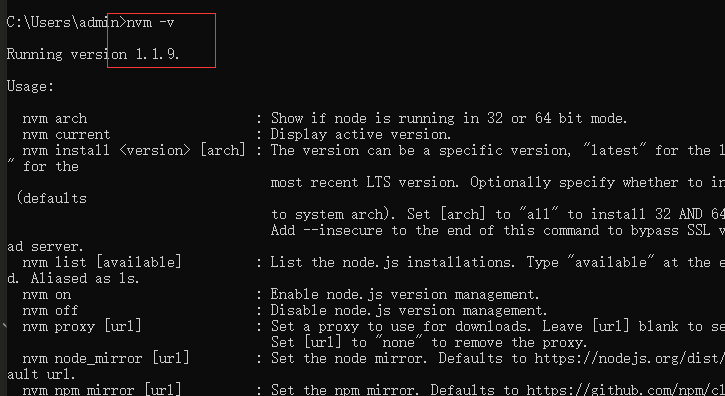 C:\Users\admin>nvm -v
Running version 1.1.9.
Usage:
nvm arch : Show if node is running in 32 or 64 bit mode.
nvm current : Display active version.
nvm install <version> [arch] : The version can be a specific version, "latest" for the l
" for the
most recent LTS version. Optionally specify whether to in
(defaults
to system arch). Set [arch] to "all" to install 32 AND 64
Add --insecure to the end of this command to bypass SSL v
ad server.
nvm list [available] : List the node.js installations. Type "available" at the e
d. Aliased as ls.
nvm on : Enable node.js version management.
nvm off : Disable node.js version management.
nvm proxy [url] : Set a proxy to use for downloads. Leave [url] blank to se
Set [url] to "none" to remove the proxy.
nvm node_mirror [url] : Set the node mirror. Defaults to https://nodejs.org/dist/
ault url.
nvm npm_mirror [url] : Set the npm mirror. Defaults to https://github.com/npm/cl